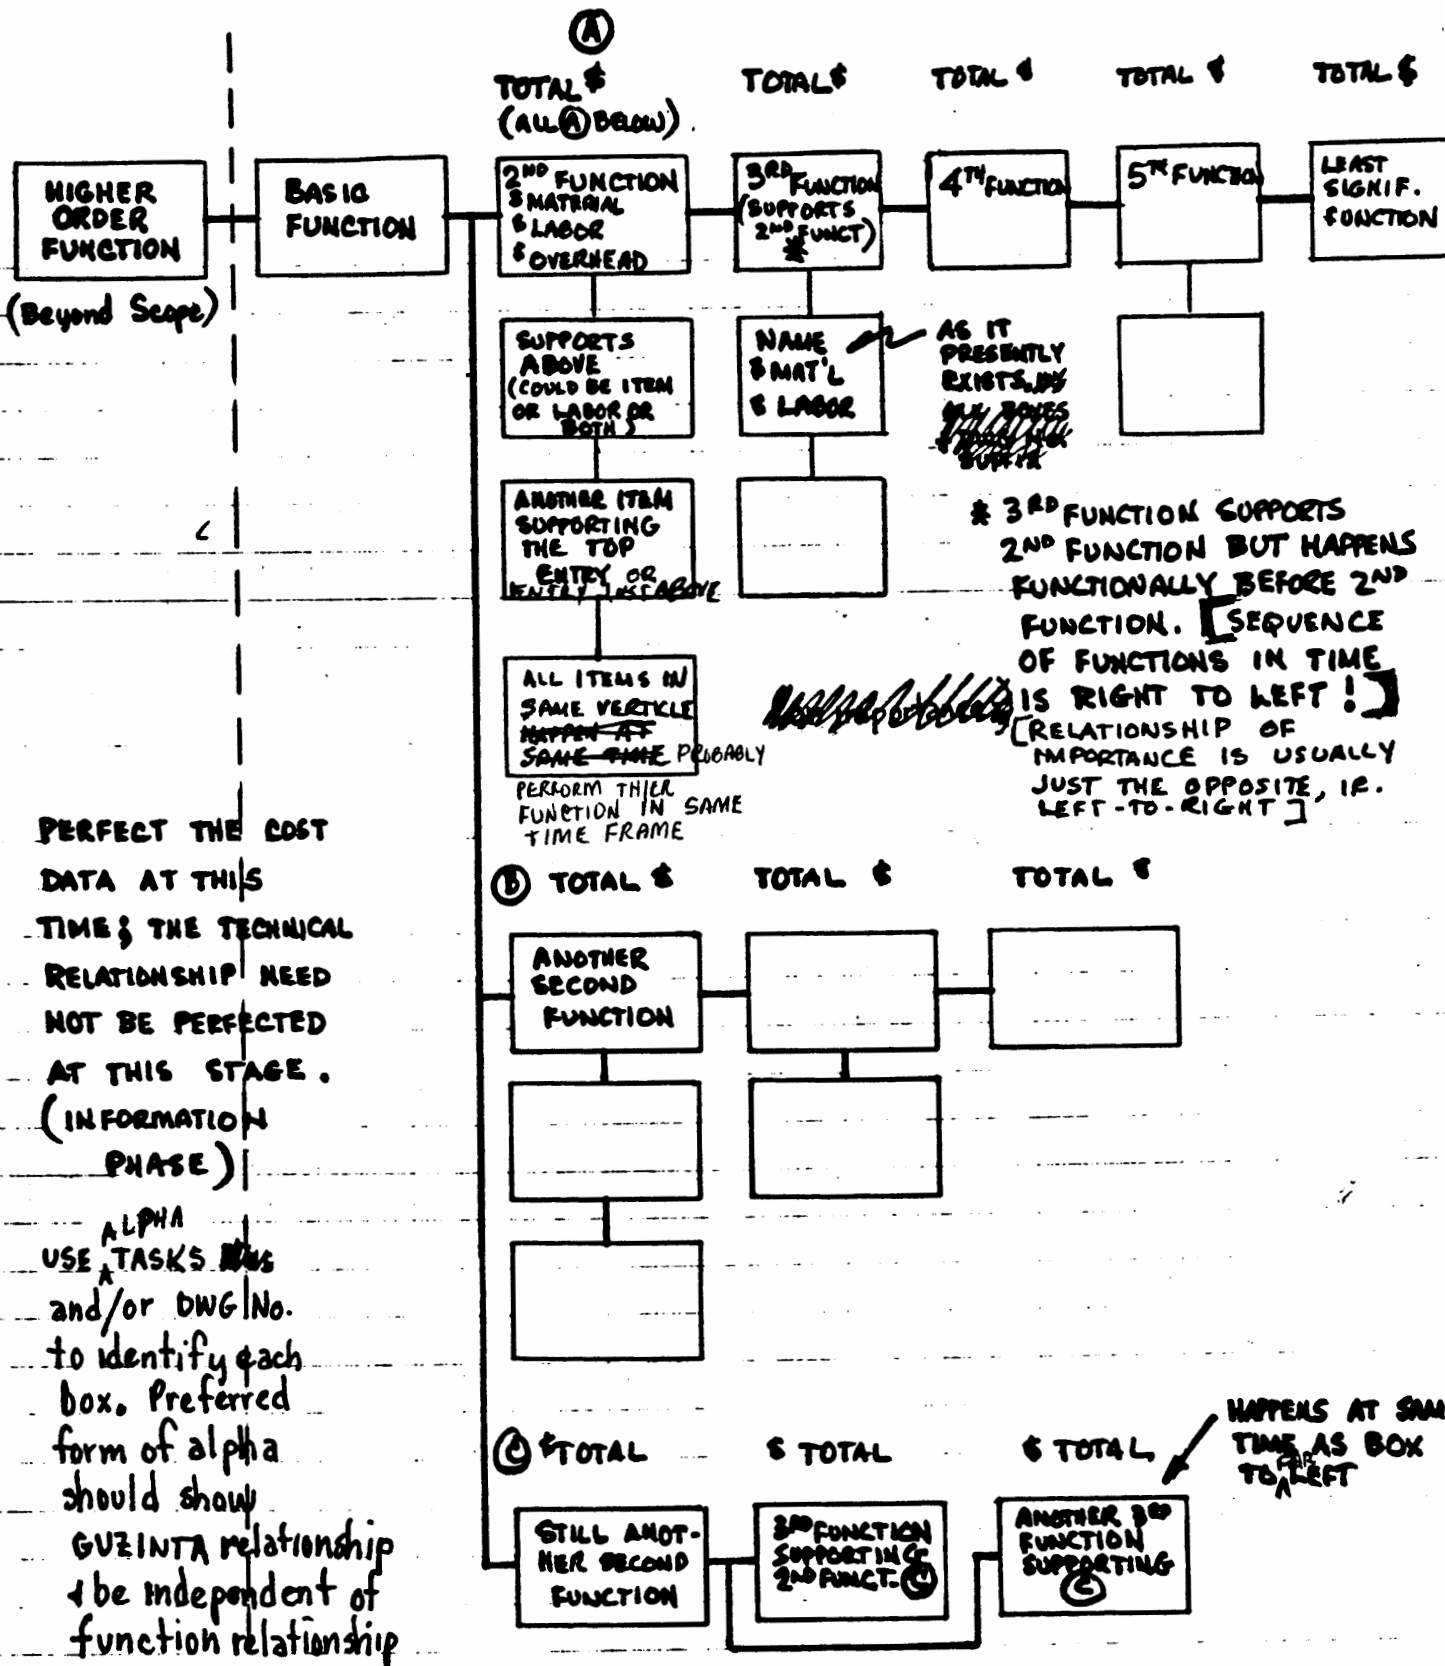 A
TOTAL $
(ALL A BELOW)
TOTAL $
TOTAL $
TOTAL $
TOTAL $
HIGHER
ORDER
FUNCTION
(Beyond Scope)
BASIC
FUNCTION
2ND FUNCTION
$ MATERIAL
$ LABOR
$ OVERHEAD
3RD FUNCTION
(SUPPORTS
2ND FUNCT)
*
4TH FUNCTION
5TH FUNCTION
LEAST
SIGNIF.
FUNCTION
SUPPORTS
ABOVE
(COULD BE ITEM
OR LABOR OR
BOTH)
NAME
$ MAT'L
$ LABOR
AS IT
PRESENTLY
EXISTS.
ANOTHER ITEM
SUPPORTING
THE TOP
ENTRY OR
ENTRY JUST ABOVE
* 3RD FUNCTION SUPPORTS
2ND FUNCTION BUT HAPPENS
FUNCTIONALLY BEFORE 2ND
FUNCTION. [SEQUENCE
OF FUNCTIONS IN TIME
IS RIGHT TO LEFT!]
[RELATIONSHIP OF
IMPORTANCE IS USUALLY
JUST THE OPPOSITE, IE.
LEFT-TO-RIGHT]
ALL ITEMS IN
SAME VERTICLE
HAPPEN AT
SAME TIME PROBABLY
PERFORM THIER
FUNCTION IN SAME
TIME FRAME
PERFECT THE COST
DATA AT THIS
TIME; THE TECHNICAL
RELATIONSHIP NEED
NOT BE PERFECTED
AT THIS STAGE.
(INFORMATION
PHASE)
ALPHA
USE TASKS
and/or DWG No.
to identify each
box. Preferred
form of alpha
should show
GUZINTA relationship
& be independent of
function relationship
B TOTAL $
TOTAL $
TOTAL $
ANOTHER
SECOND
FUNCTION
C $ TOTAL
$ TOTAL
$ TOTAL
HAPPENS AT SAM
TIME AS BOX
FAR
TO LEFT
STILL ANOT-
HER SECOND
FUNCTION
3RD FUNCTION
SUPPORTING
2ND FUNCT. C
ANOTHER 3RD
FUNCTION
SUPPORTING
C